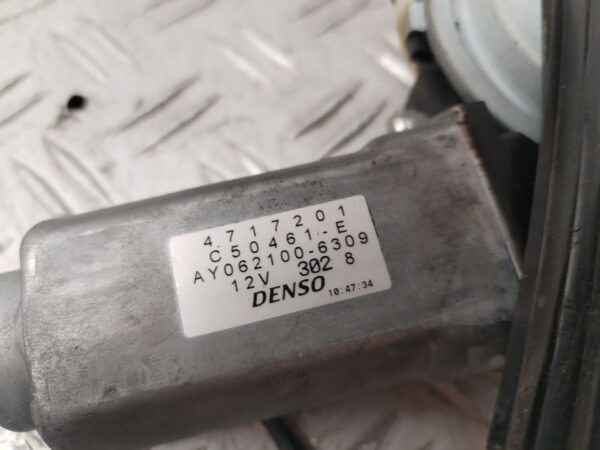 4717201
C50461-E
AY062100-6309
12V 302 8
DENSO 10:47:34